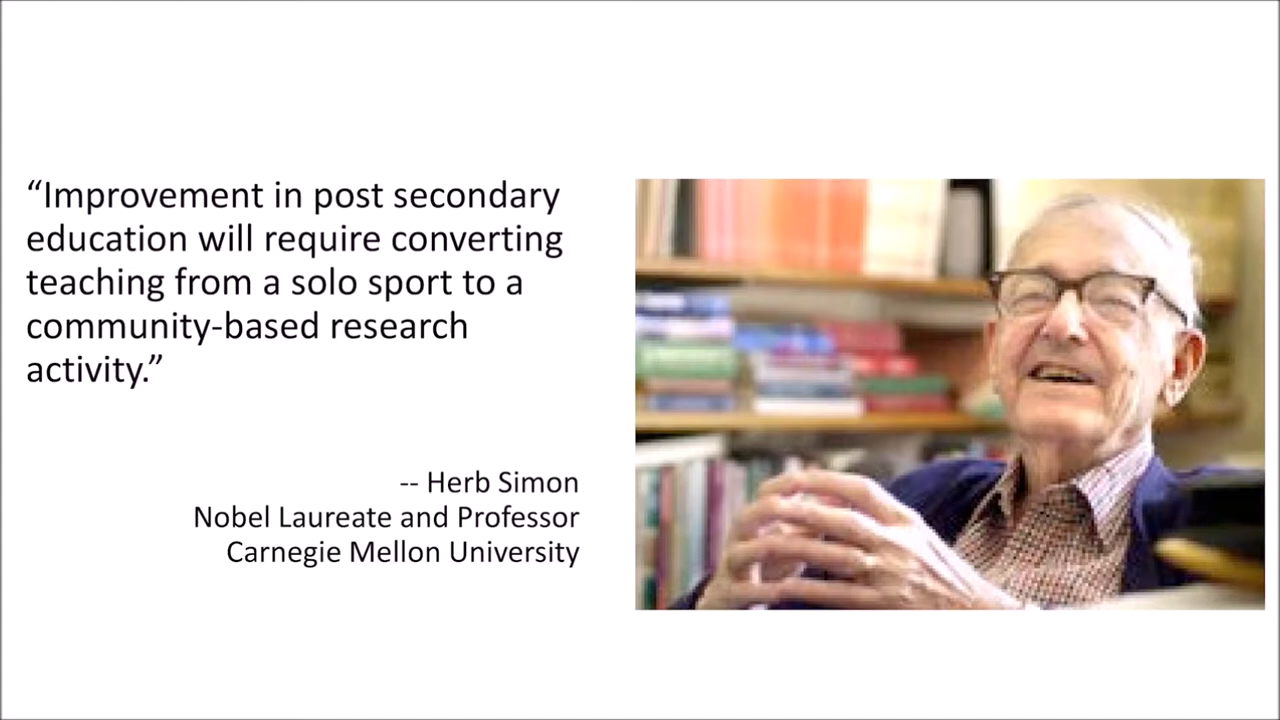 “Improvement in post secondary
education will require converting
teaching from a solo sport to a
community-based research
activity.”
-- Herb Simon
Nobel Laureate and Professor
Carnegie Mellon University